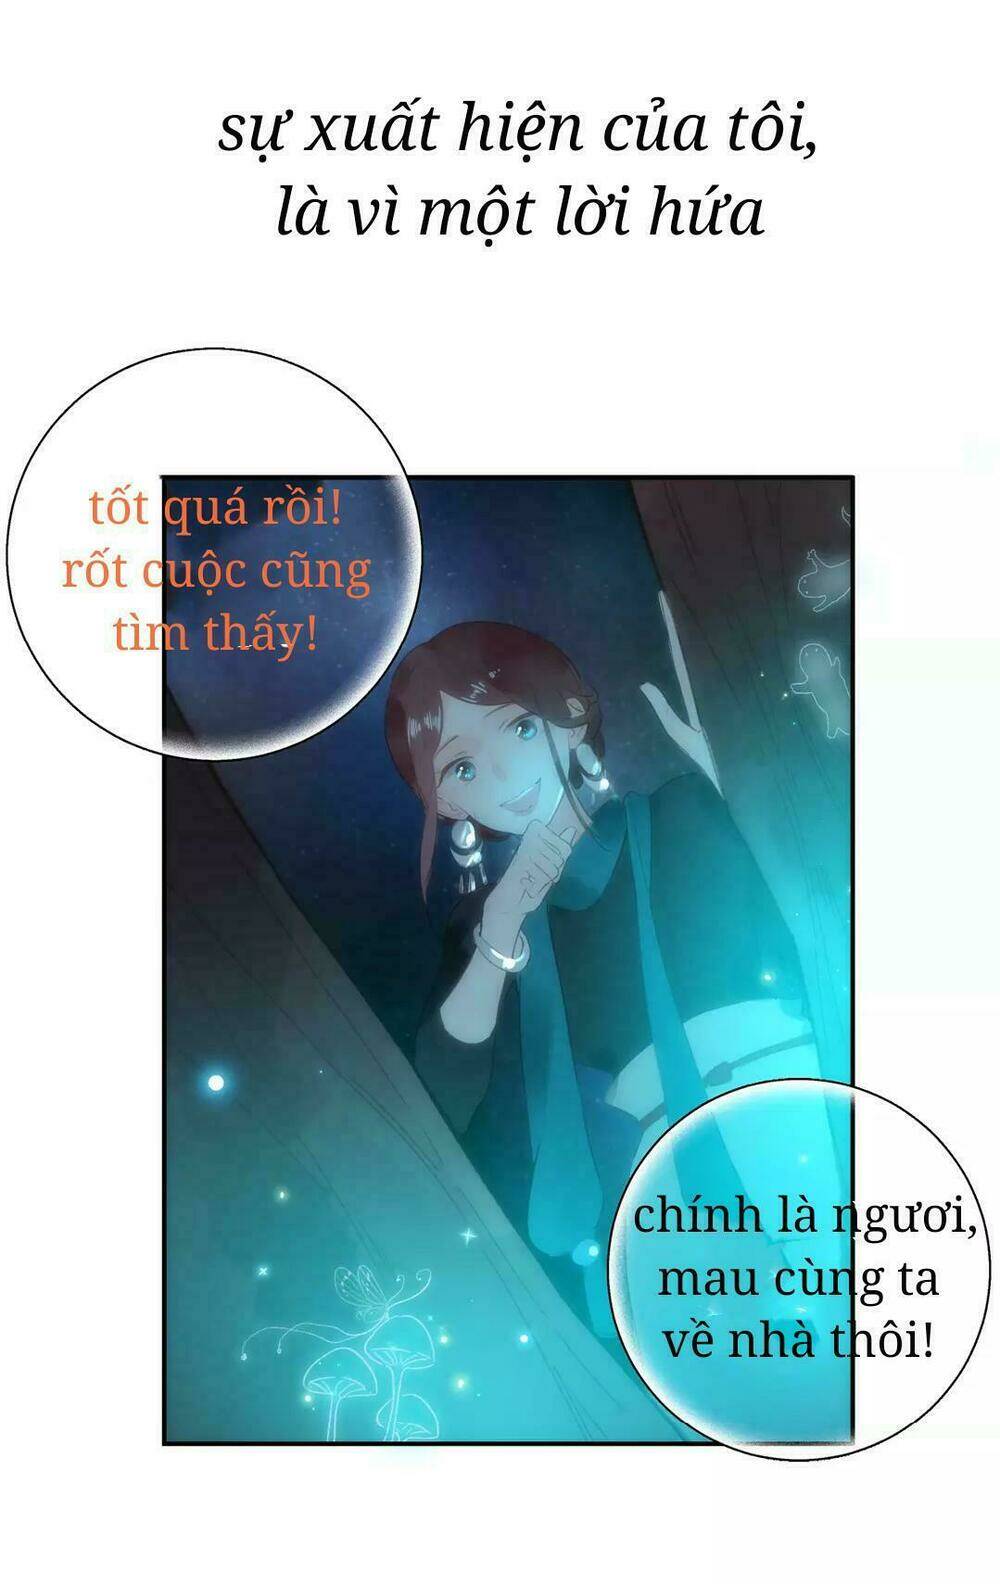 sự xuất hiện của tôi,
là vì một lời hứa
tốt quá rồi!
rốt cuộc cũng
tìm thấy!
chính là ngươi,
mau cùng ta
về nhà thôi!